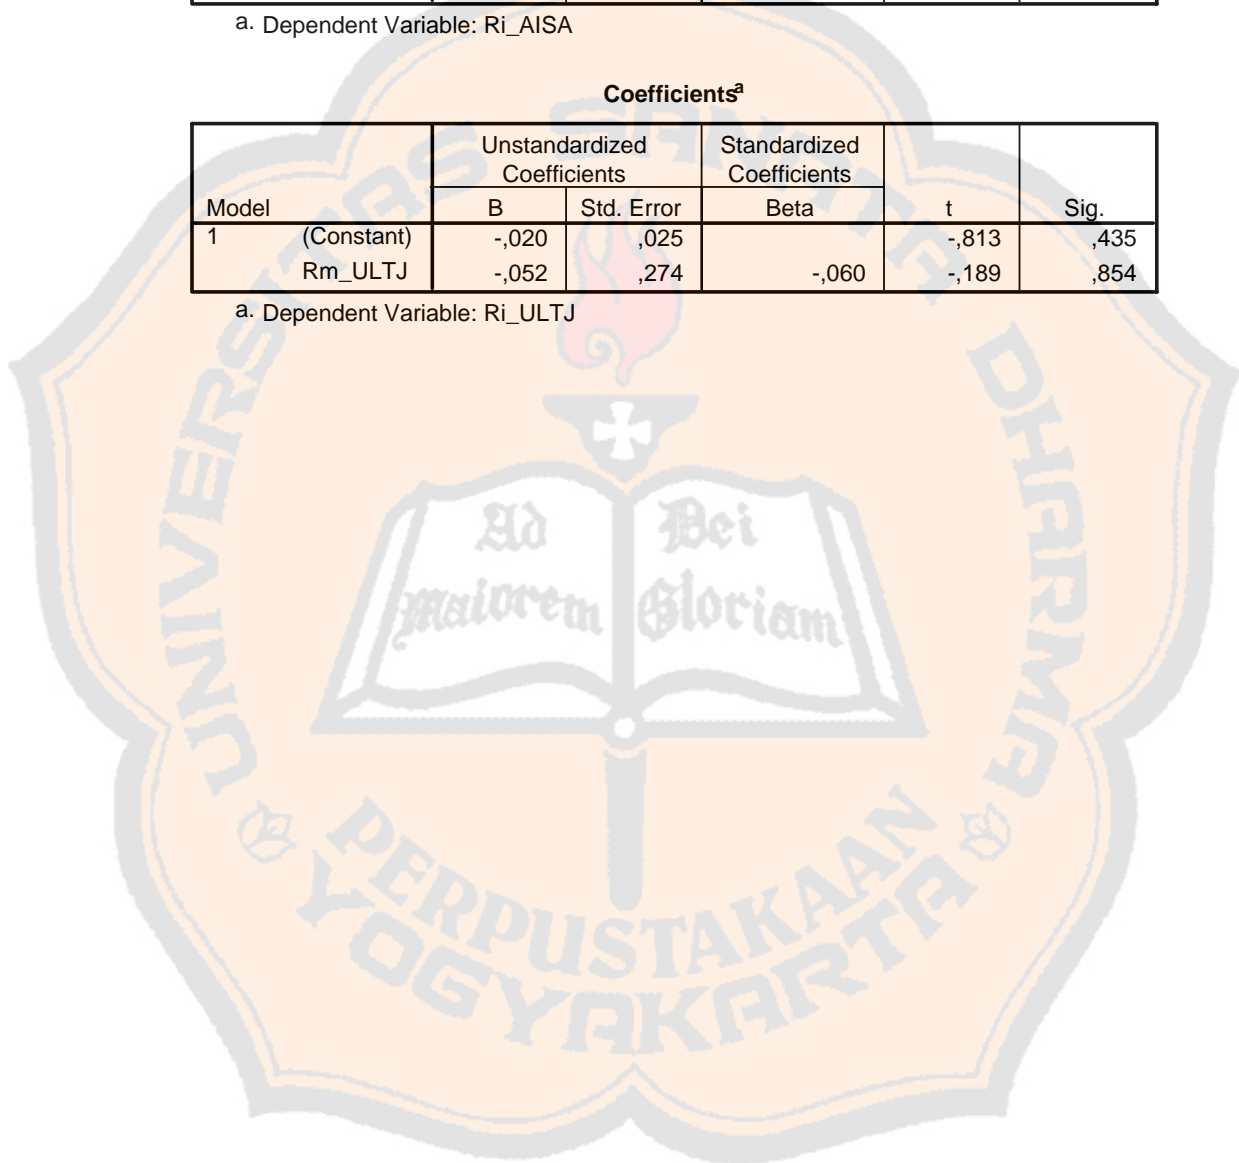 a. Dependent Variable: Ri_AISA
Coefficientsa
Unstandardized Coefficients Standardized Coefficients
Model B Std. Error Beta t Sig.
1 (Constant) -,020 ,025 -,813 ,435
Rm_ULTJ -,052 ,274 -,060 -,189 ,854
a. Dependent Variable: Ri_ULTJ
UNIVERSITAS SANATA DHARMA
Ad Dei
maiorem Gloriam
PERPUSTAKAAN
YOGYAKARTA